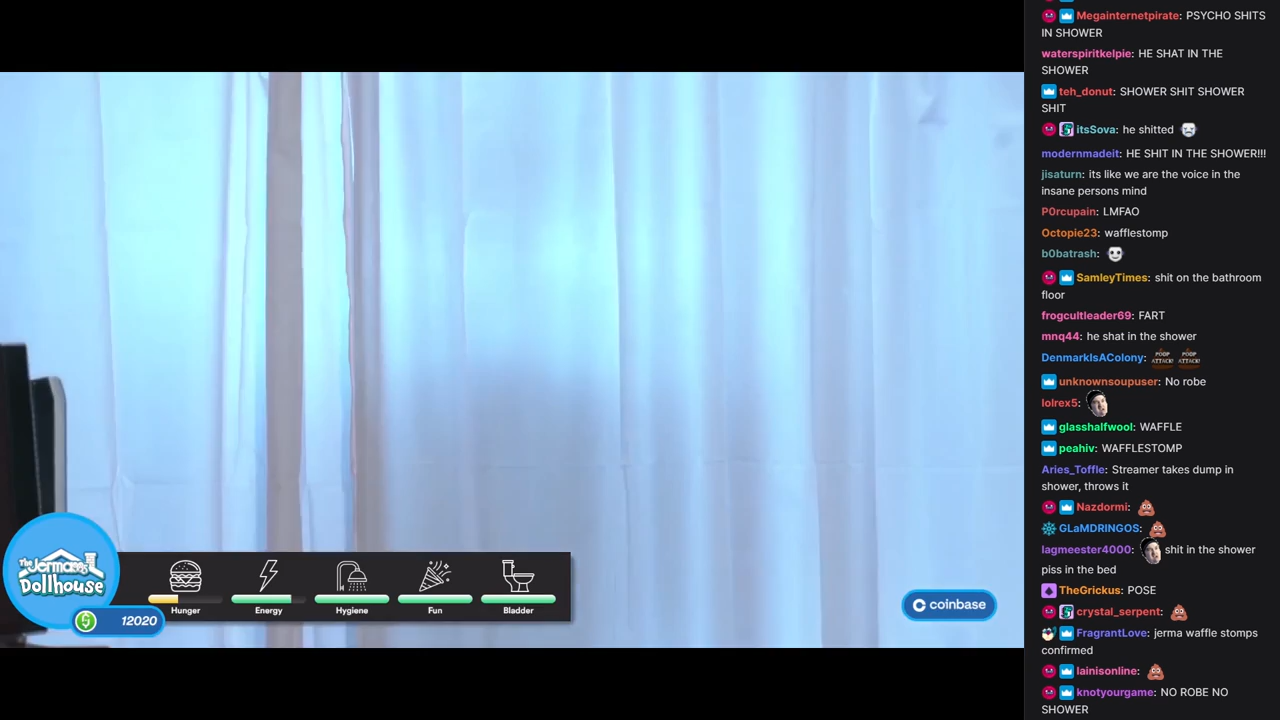 The Jerma985
Dollhouse
12020
Hunger
Energy
Hygiene
Fun
Bladder
coinbase
Megainternetpirate: PSYCHO SHITS
IN SHOWER
waterspiritkelpie: HE SHAT IN THE
SHOWER
teh_donut: SHOWER SHIT SHOWER
SHIT
itsSova: he shitted
modernmadeit: HE SHIT IN THE SHOWER!!!
jisaturn: its like we are the voice in the
insane persons mind
P0rcupain: LMFAO
Octopie23: wafflestomp
b0batrash:
SamleyTimes: shit on the bathroom
floor
frogcultleader69: FART
mnq44: he shat in the shower
DenmarkIsAColony: POOP ATTACK! POOP ATTACK!
unknownsoupuser: No robe
lolrex5:
glasshalfwool: WAFFLE
peahiv: WAFFLESTOMP
Aries_Toffle: Streamer takes dump in
shower, throws it
Nazdormi:
GLaMDRINGOS:
lagmeester4000: shit in the shower
piss in the bed
TheGrickus: POSE
crystal_serpent:
FragrantLove: jerma waffle stomps
confirmed
lainisonline:
knotyourgame: NO ROBE NO
SHOWER